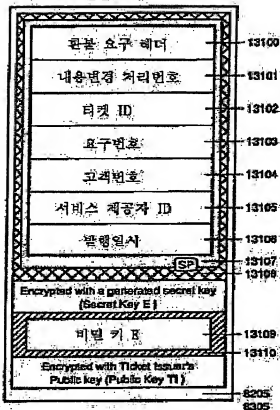 환불 요구 헤더 13100
내용변경 처리번호 13101
티켓 ID 13102
요구번호 13103
고객번호 13104
서비스 제공자 ID 13105
발행일시 13106
SP 13107
13108
Encrypted with a generated secret key
(Secret Key E)
비밀 키 E 13109
13110
Encrypted with Ticket Issuer's
Public key (Public Key TI)
8205